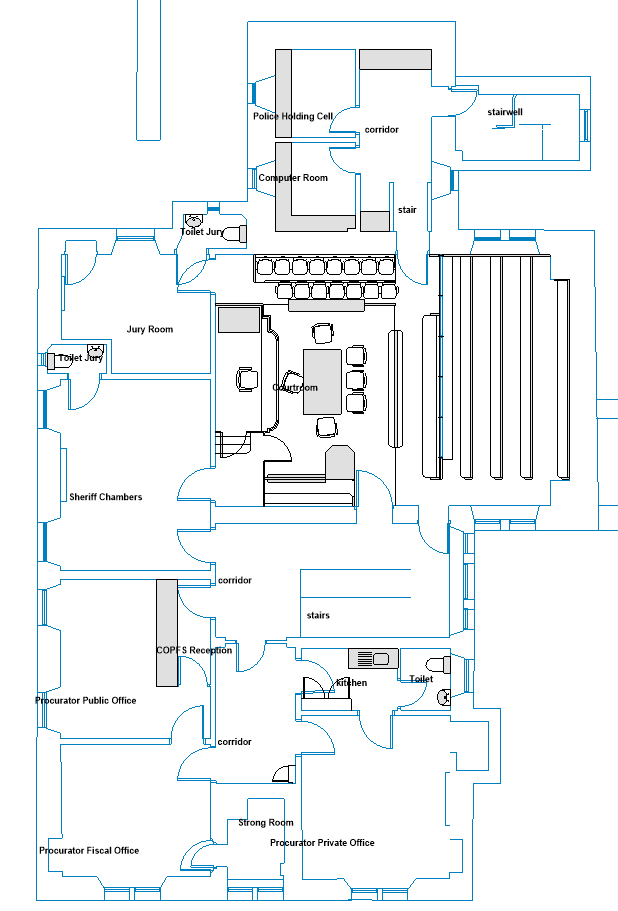 stairwell
Police Holding Cell
corridor
Computer Room
stair
Toilet Jury
Jury Room
Toilet Jury
Courtroom
Sheriff Chambers
corridor
stairs
COPFS Reception
kitchen
Toilet
Procurator Public Office
corridor
Strong Room
Procurator Private Office
Procurator Fiscal Office